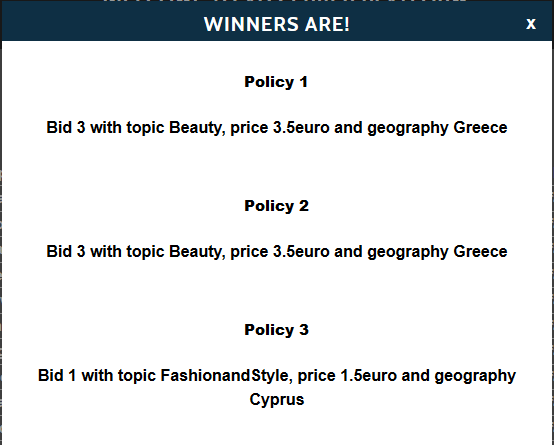 WINNERS ARE!
x
Policy 1
Bid 3 with topic Beauty, price 3.5euro and geography Greece
Policy 2
Bid 3 with topic Beauty, price 3.5euro and geography Greece
Policy 3
Bid 1 with topic FashionandStyle, price 1.5euro and geography
Cyprus